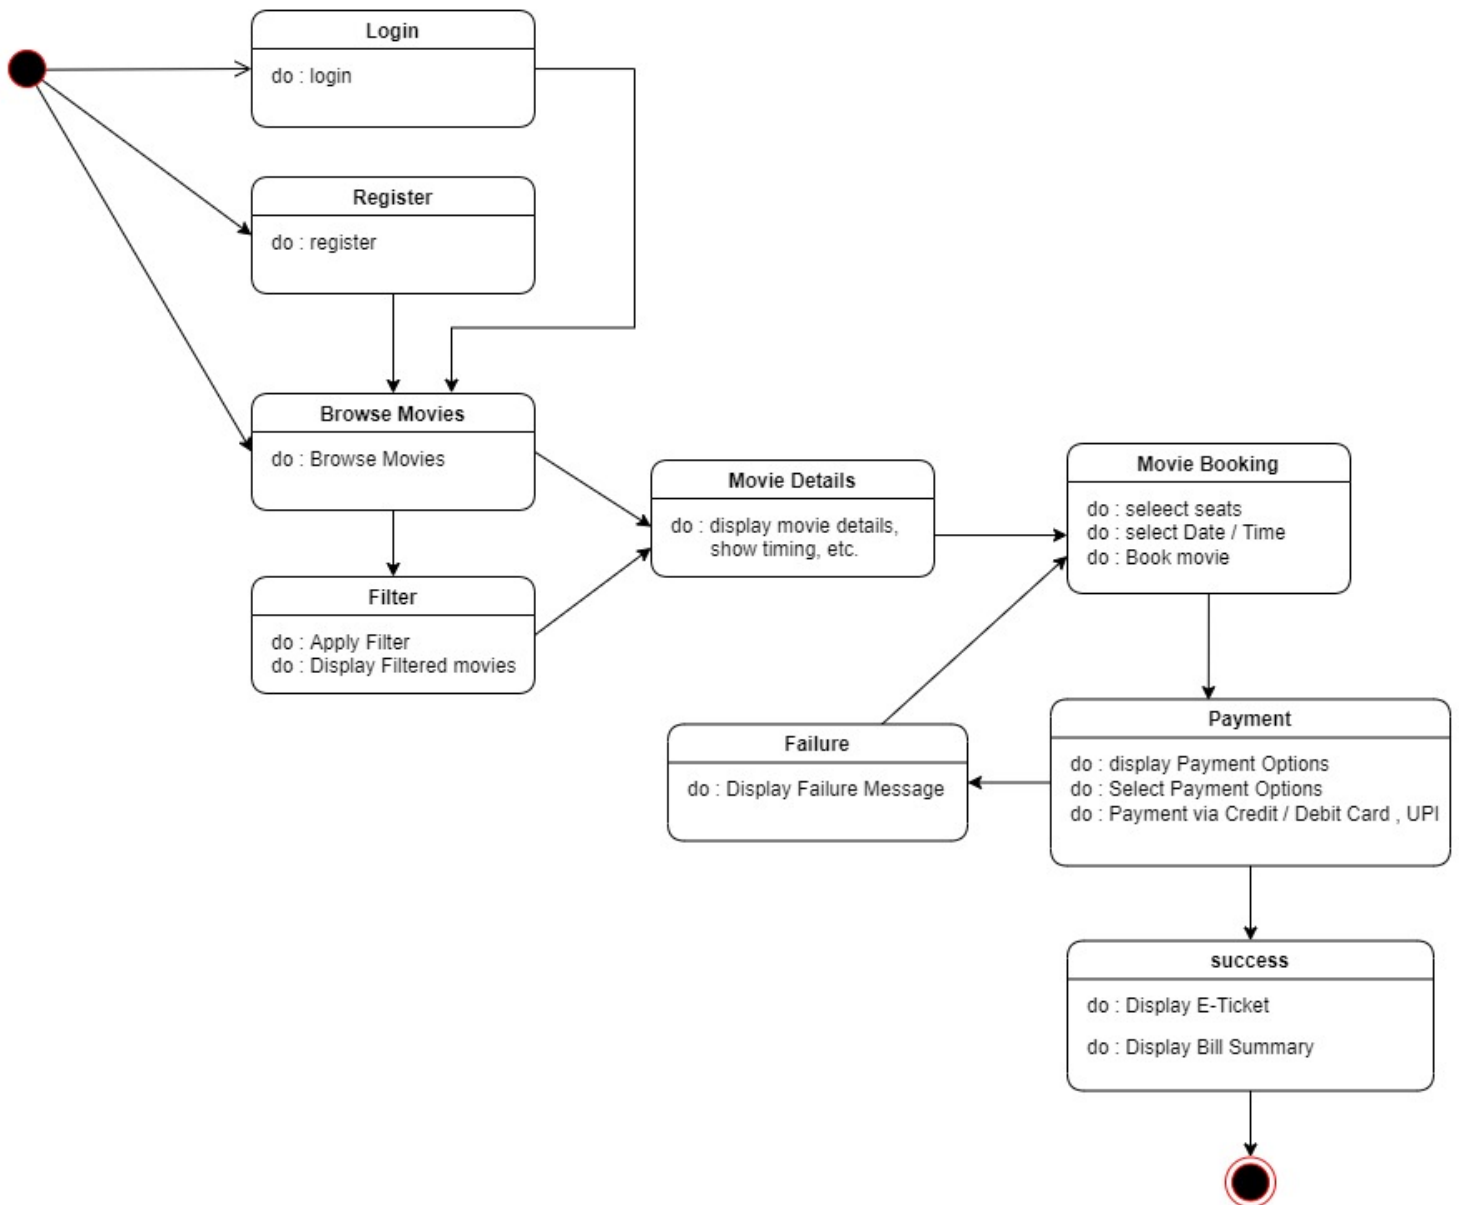 Login
do : login
Register
do : register
Browse Movies
do : Browse Movies
Filter
do : Apply Filter
do : Display Filtered movies
Movie Details
do : display movie details,
show timing, etc.
Movie Booking
do : seleect seats
do : select Date / Time
do : Book movie
Failure
do : Display Failure Message
Payment
do : display Payment Options
do : Select Payment Options
do : Payment via Credit / Debit Card , UPI
success
do : Display E-Ticket
do : Display Bill Summary